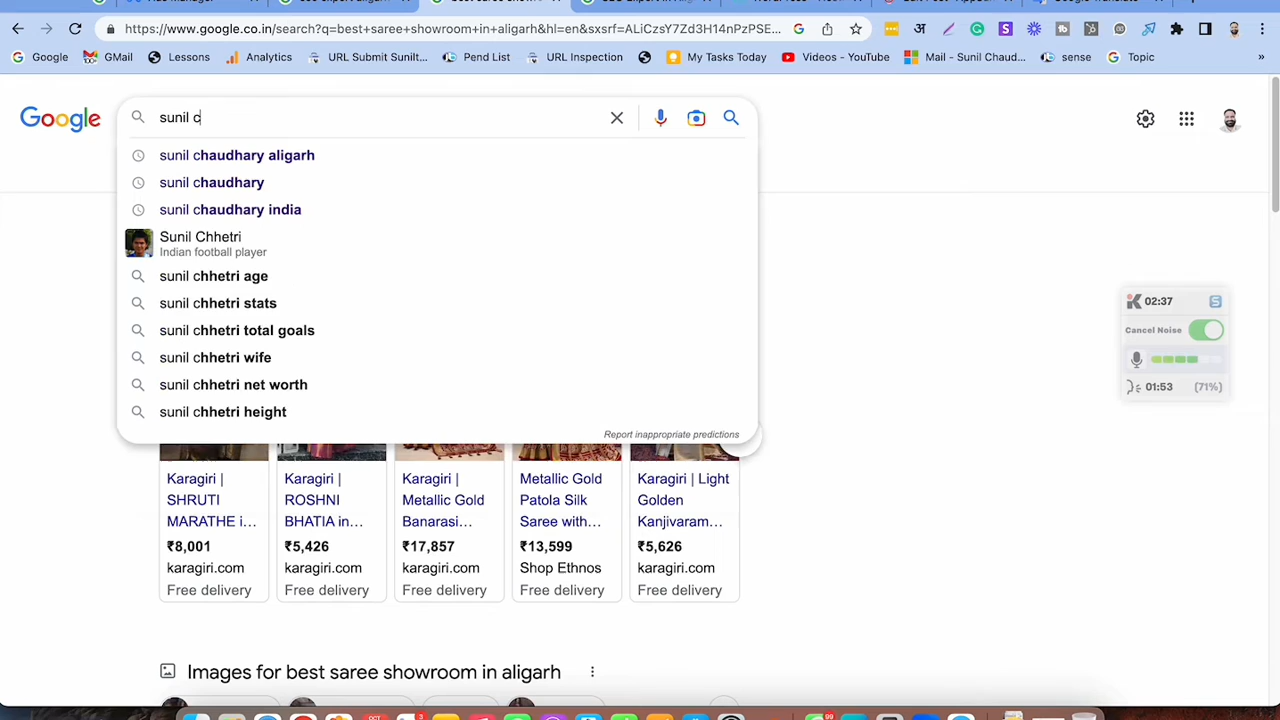 https://www.google.co.in/search?q=best+saree+showroom+in+aligarh&hl=en&sxsrf=ALiCzsY7Zd3H14nPzPSE...
Google
GMail
Lessons
Analytics
URL Submit Sunilt...
Pend List
URL Inspection
My Tasks Today
Videos - YouTube
Mail - Sunil Chaud...
sense
Topic
»
Google
sunil c
sunil chaudhary aligarh
sunil chaudhary
sunil chaudhary india
Sunil Chhetri
Indian football player
sunil chhetri age
sunil chhetri stats
sunil chhetri total goals
sunil chhetri wife
sunil chhetri net worth
sunil chhetri height
Report inappropriate predictions
02:37
Cancel Noise
01:53 (71%)
Karagiri |
SHRUTI
MARATHE i...
₹8,001
karagiri.com
Free delivery
Karagiri |
ROSHNI
BHATIA in...
₹5,426
karagiri.com
Free delivery
Karagiri |
Metallic Gold
Banarasi...
₹17,857
karagiri.com
Free delivery
Metallic Gold
Patola Silk
Saree with...
₹13,599
Shop Ethnos
Free delivery
Karagiri | Light
Golden
Kanjivaram...
₹5,626
karagiri.com
Free delivery
Images for best saree showroom in aligarh